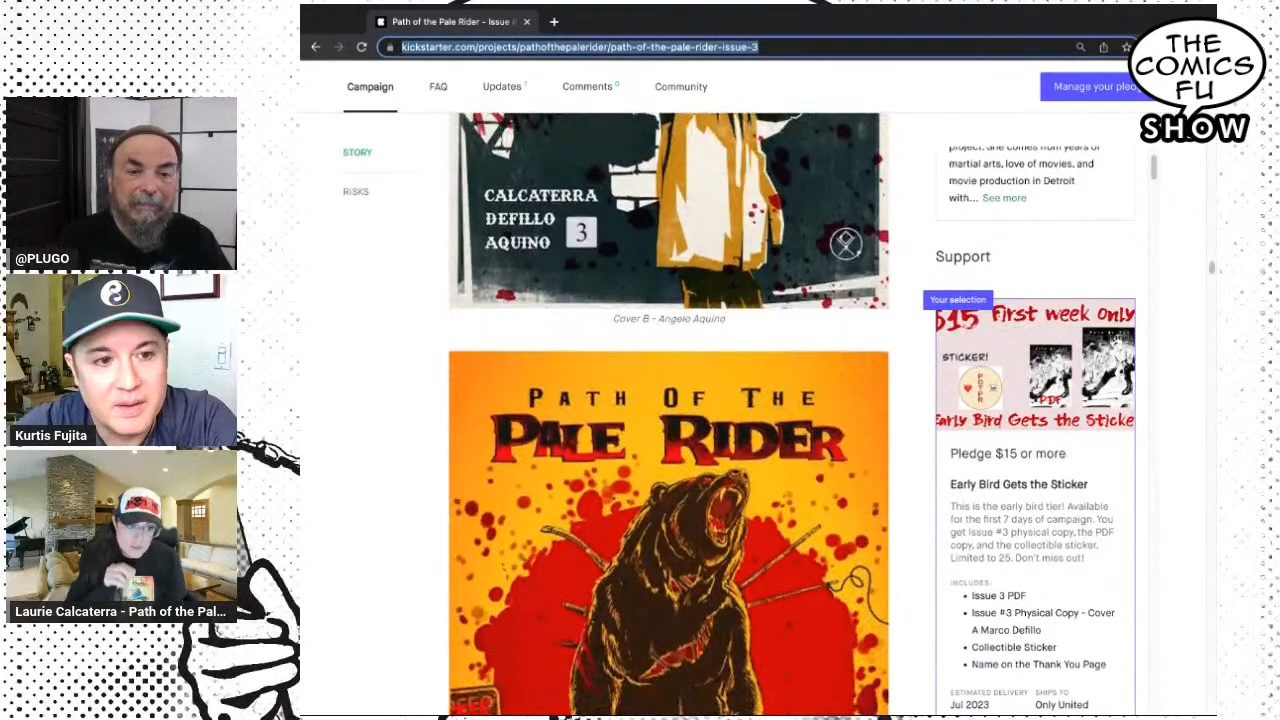 Path of the Pale Rider - Issue
kickstarter.com/projects/pathofthepalerider/path-of-the-pale-rider-issue-3
THE
COMICS
FU
SHOW
Campaign
FAQ
Updates 1
Comments 0
Community
Manage your pledg
STORY
RISKS
CALCATERRA
DEFILLO
AQUINO 3
Cover B - Angelo Aquino
PATH OF THE
PALE RIDER
project. She comes from years of
martial arts, love of movies, and
movie production in Detroit
with... See more
Support
Your selection
$15 First week only
STICKER!
PDF
Early Bird Gets the Sticke
Pledge $15 or more
Early Bird Gets the Sticker
This is the early bird tier! Available
for the first 7 days of campaign. You
get Issue #3 physical copy, the PDF
copy, and the collectible sticker.
Limited to 25. Don't miss out!
INCLUDES:
• Issue 3 PDF
• Issue #3 Physical Copy - Cover
A Marco Defillo
• Collectible Sticker
• Name on the Thank You Page
ESTIMATED DELIVERY SHIPS TO
Jul 2023 Only United
@PLUGO
Kurtis Fujita
Laurie Calcaterra - Path of the Pal...